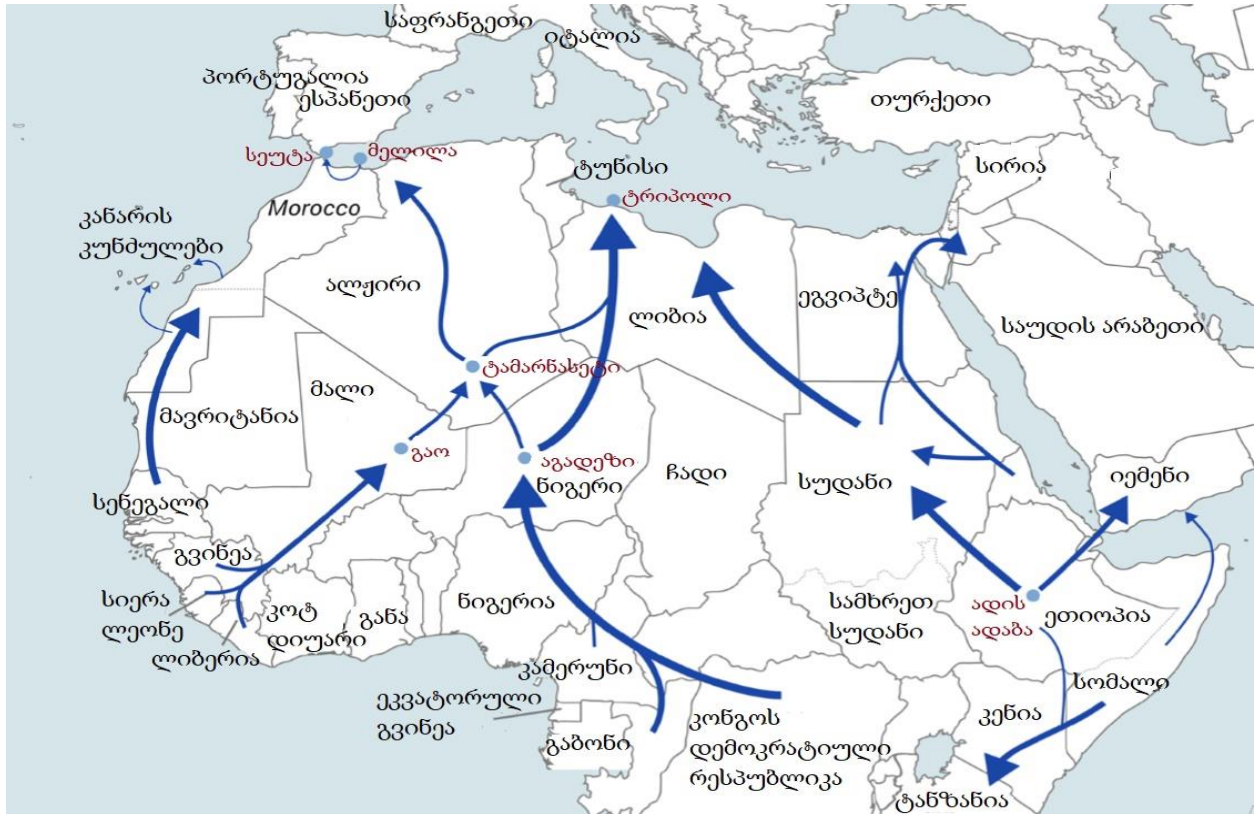 საფრანგეთი
იტალია
პორტუგალია
ესპანეთი
თურქეთი
სეუტა
მელილა
ტუნისი
სირია
ტრიპოლი
Morocco
კანარის
კუნძულები
ალჟირი
ლიბია
ეგვიპტე
საუდის არაბეთი
ტამარნასეტი
მალი
მავრიტანია
გაო
აგადეზი
ნიგერი
ჩადი
სუდანი
იემენი
სენეგალი
გვინეა
სიერა
ლეონე
ლიბერია
კოტ
დიუარი
განა
ნიგერია
სამხრეთ
სუდანი
ადის
ადაბა
ეთიოპია
კამერუნი
ეკვატორული
გვინეა
გაბონი
კონგოს
დემოკრატიული
რესპუბლიკა
კენია
სომალი
ტანზანია